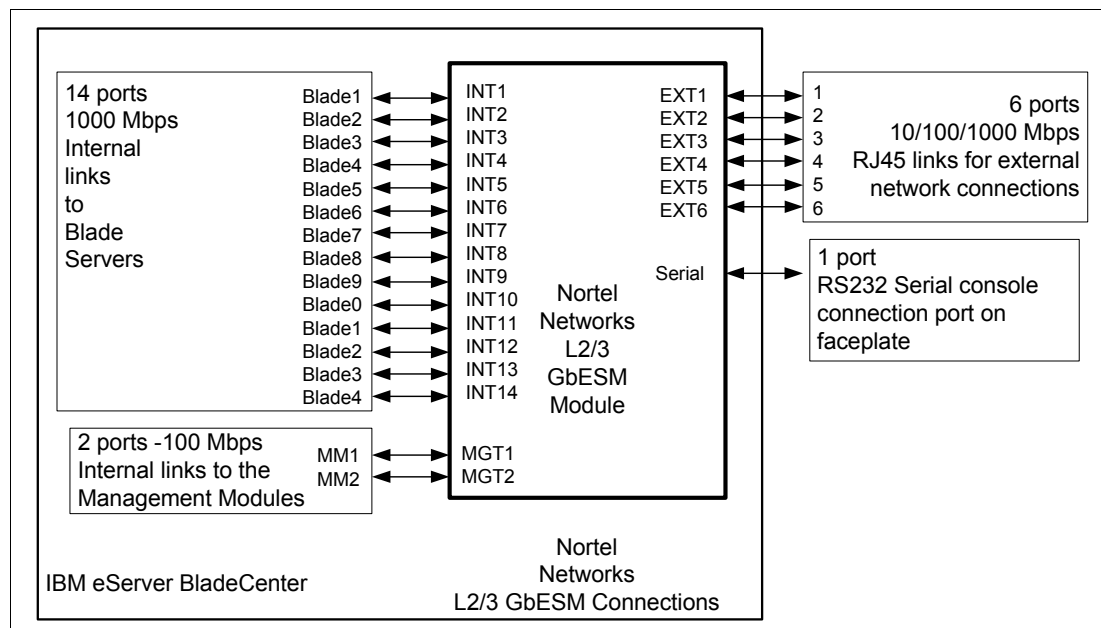 14 ports
1000 Mbps
Internal
links
to
Blade
Servers
Blade1
Blade2
Blade3
Blade4
Blade5
Blade6
Blade7
Blade8
Blade9
Blade0
Blade1
Blade2
Blade3
Blade4
INT1
INT2
INT3
INT4
INT5
INT6
INT7
INT8
INT9
INT10
INT11
INT12
INT13
INT14
Nortel
Networks
L2/3
GbESM
Module
EXT1
EXT2
EXT3
EXT4
EXT5
EXT6
Serial
1
2
3
4
5
6
6 ports
10/100/1000 Mbps
RJ45 links for external
network connections
1 port
RS232 Serial console
connection port on
faceplate
2 ports -100 Mbps
Internal links to the
Management Modules
MM1
MM2
MGT1
MGT2
IBM eServer BladeCenter
Nortel
Networks
L2/3 GbESM Connections